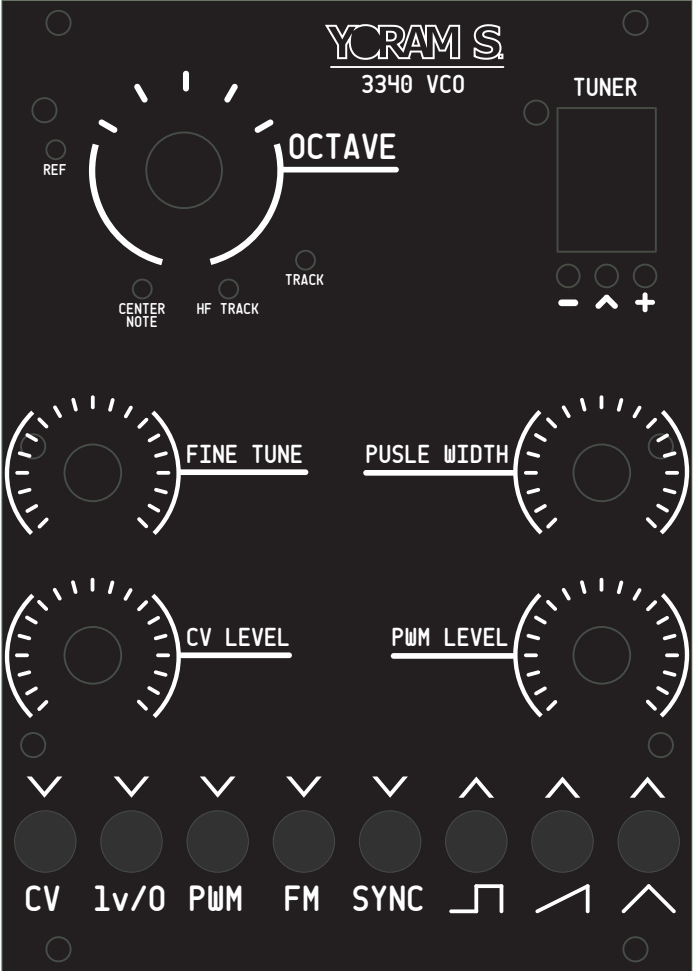 YORAM S.
3340 VCO
TUNER
OCTAVE
REF
TRACK
CENTER
NOTE
HF TRACK
FINE TUNE
PUSLE WIDTH
CV LEVEL
PWM LEVEL
CV 1v/O PWM FM SYNC